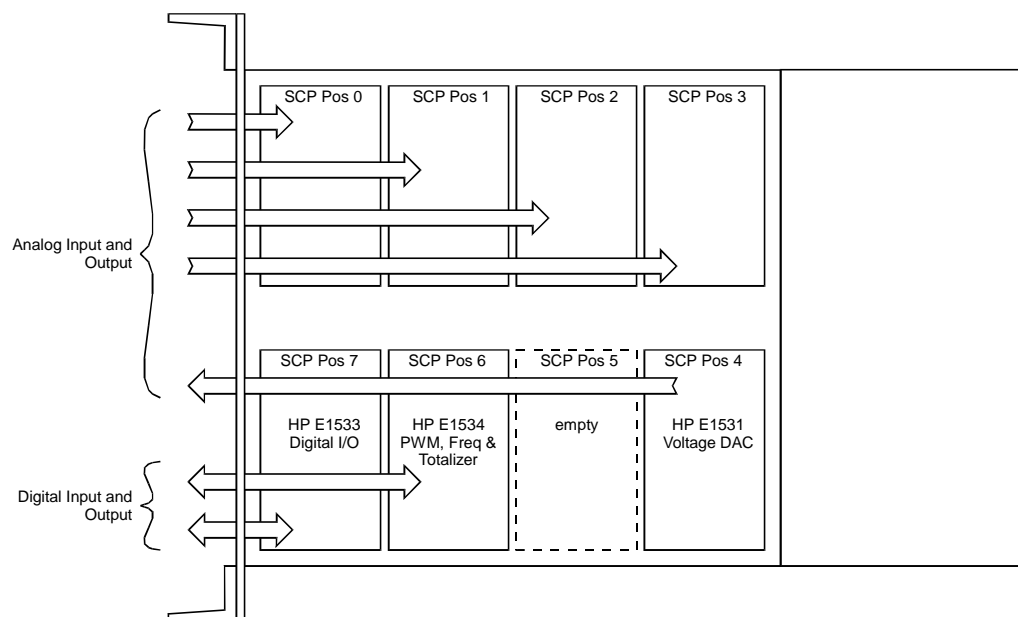 SCP Pos 0
SCP Pos 1
SCP Pos 2
SCP Pos 3
Analog Input and
Output
SCP Pos 7
SCP Pos 6
SCP Pos 5
SCP Pos 4
HP E1533
Digital I/O
HP E1534
PWM, Freq &
Totalizer
empty
HP E1531
Voltage DAC
Digital Input and
Output